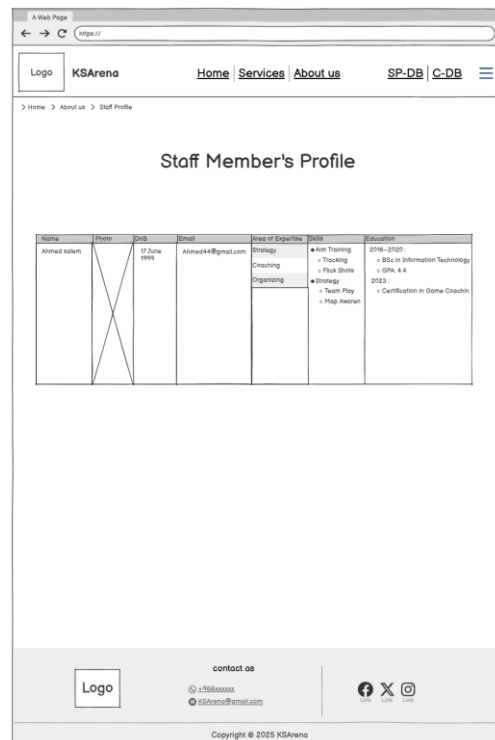 A Web Page
https://
Logo
KSArena
Home Services About us
SP-DB C-DB
> Home > About us > Staff Profile
Staff Member's Profile
Name Photo DoB Email Area of Expertise Skills Education
Ahmed salem
17 June
1999
Ahmed44@gmail.com
Strategy
Coaching
Organizing
● Aim Training
○ Tracking
○ Flick Shots
● Strategy
○ Team Play
○ Map Awaren
2016-2020 :
○ BSc in Information Technology
○ GPA: 4.4
2023 :
○ Certification in Game Coachin
Logo
contact as
+966xxxxxx
KSArena@gmail.com
Link Link Link
Copyright © 2025 KSArena